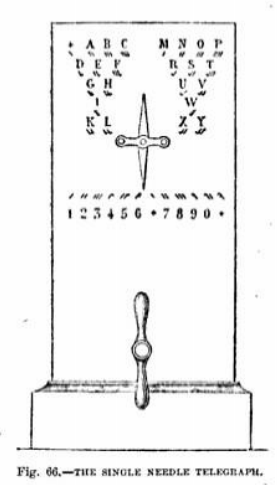 + A B C M N O P
D E F R S T
G H U V
I W
K L X Y
1 2 3 4 5 6 + 7 8 9 0 +
Fig. 66.—THE SINGLE NEEDLE TELEGRAPH.